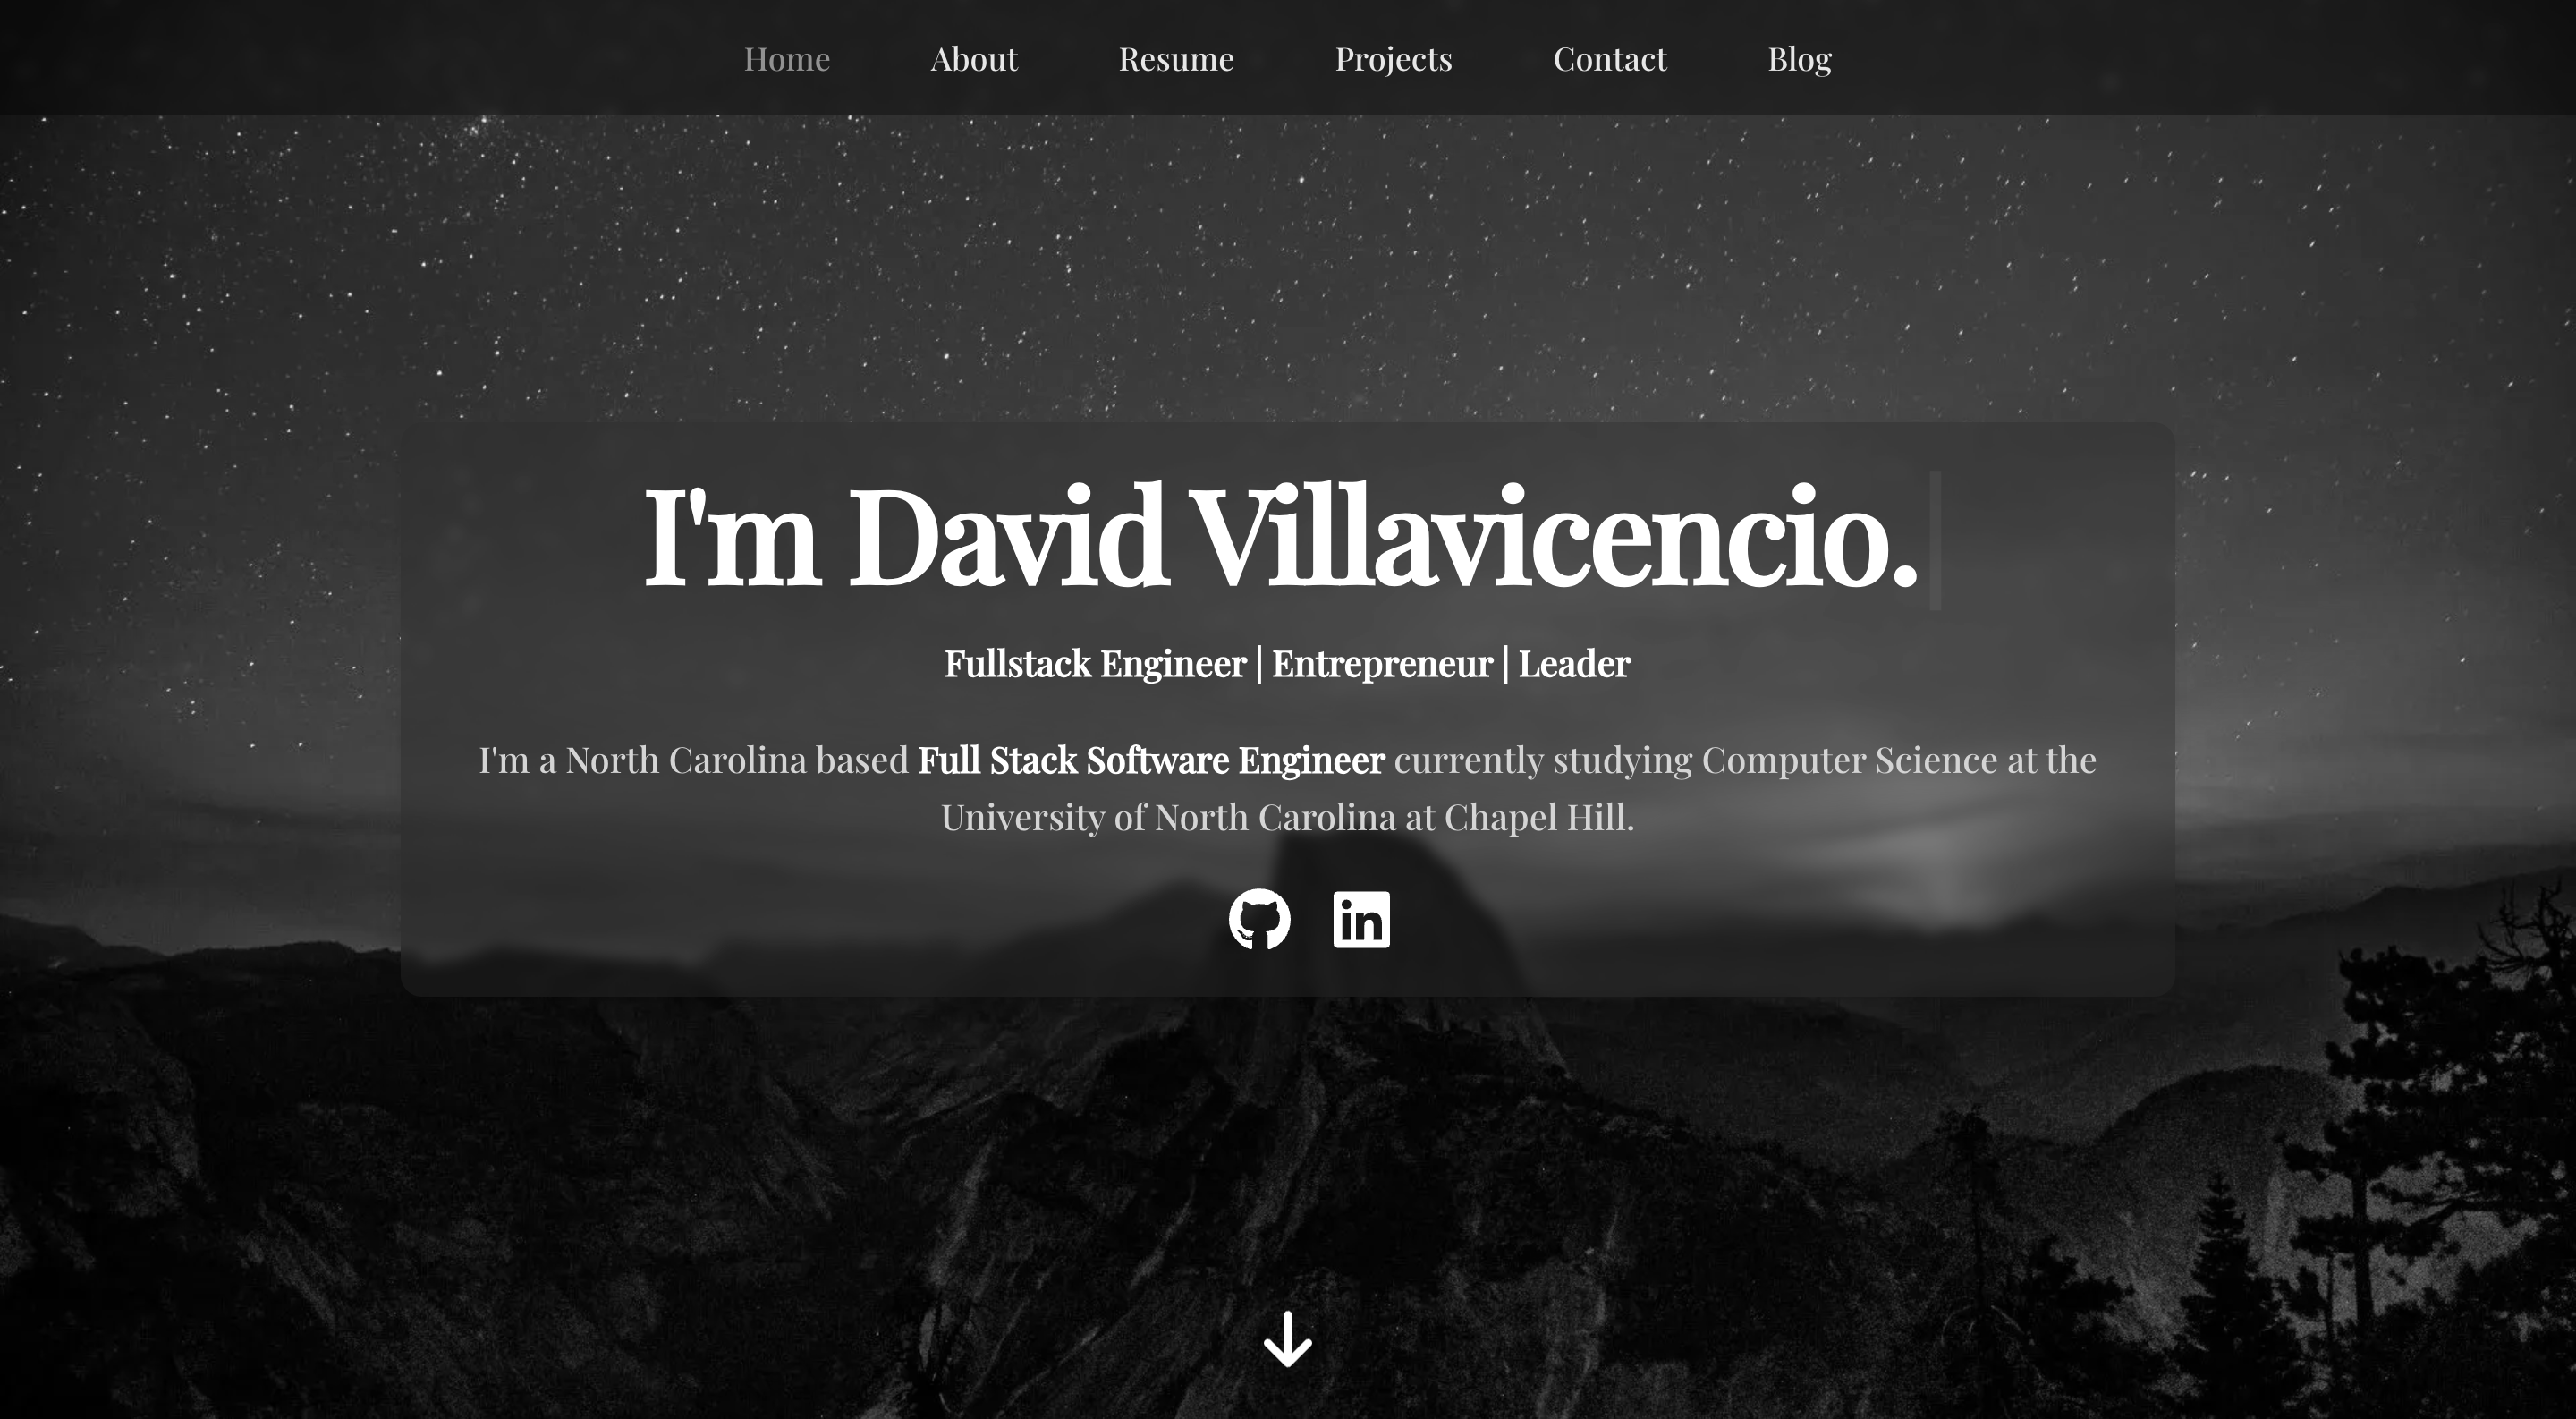 Home About Resume Projects Contact Blog
I'm David Villavicencio.
Fullstack Engineer | Entrepreneur | Leader
I'm a North Carolina based Full Stack Software Engineer currently studying Computer Science at the
University of North Carolina at Chapel Hill.
in